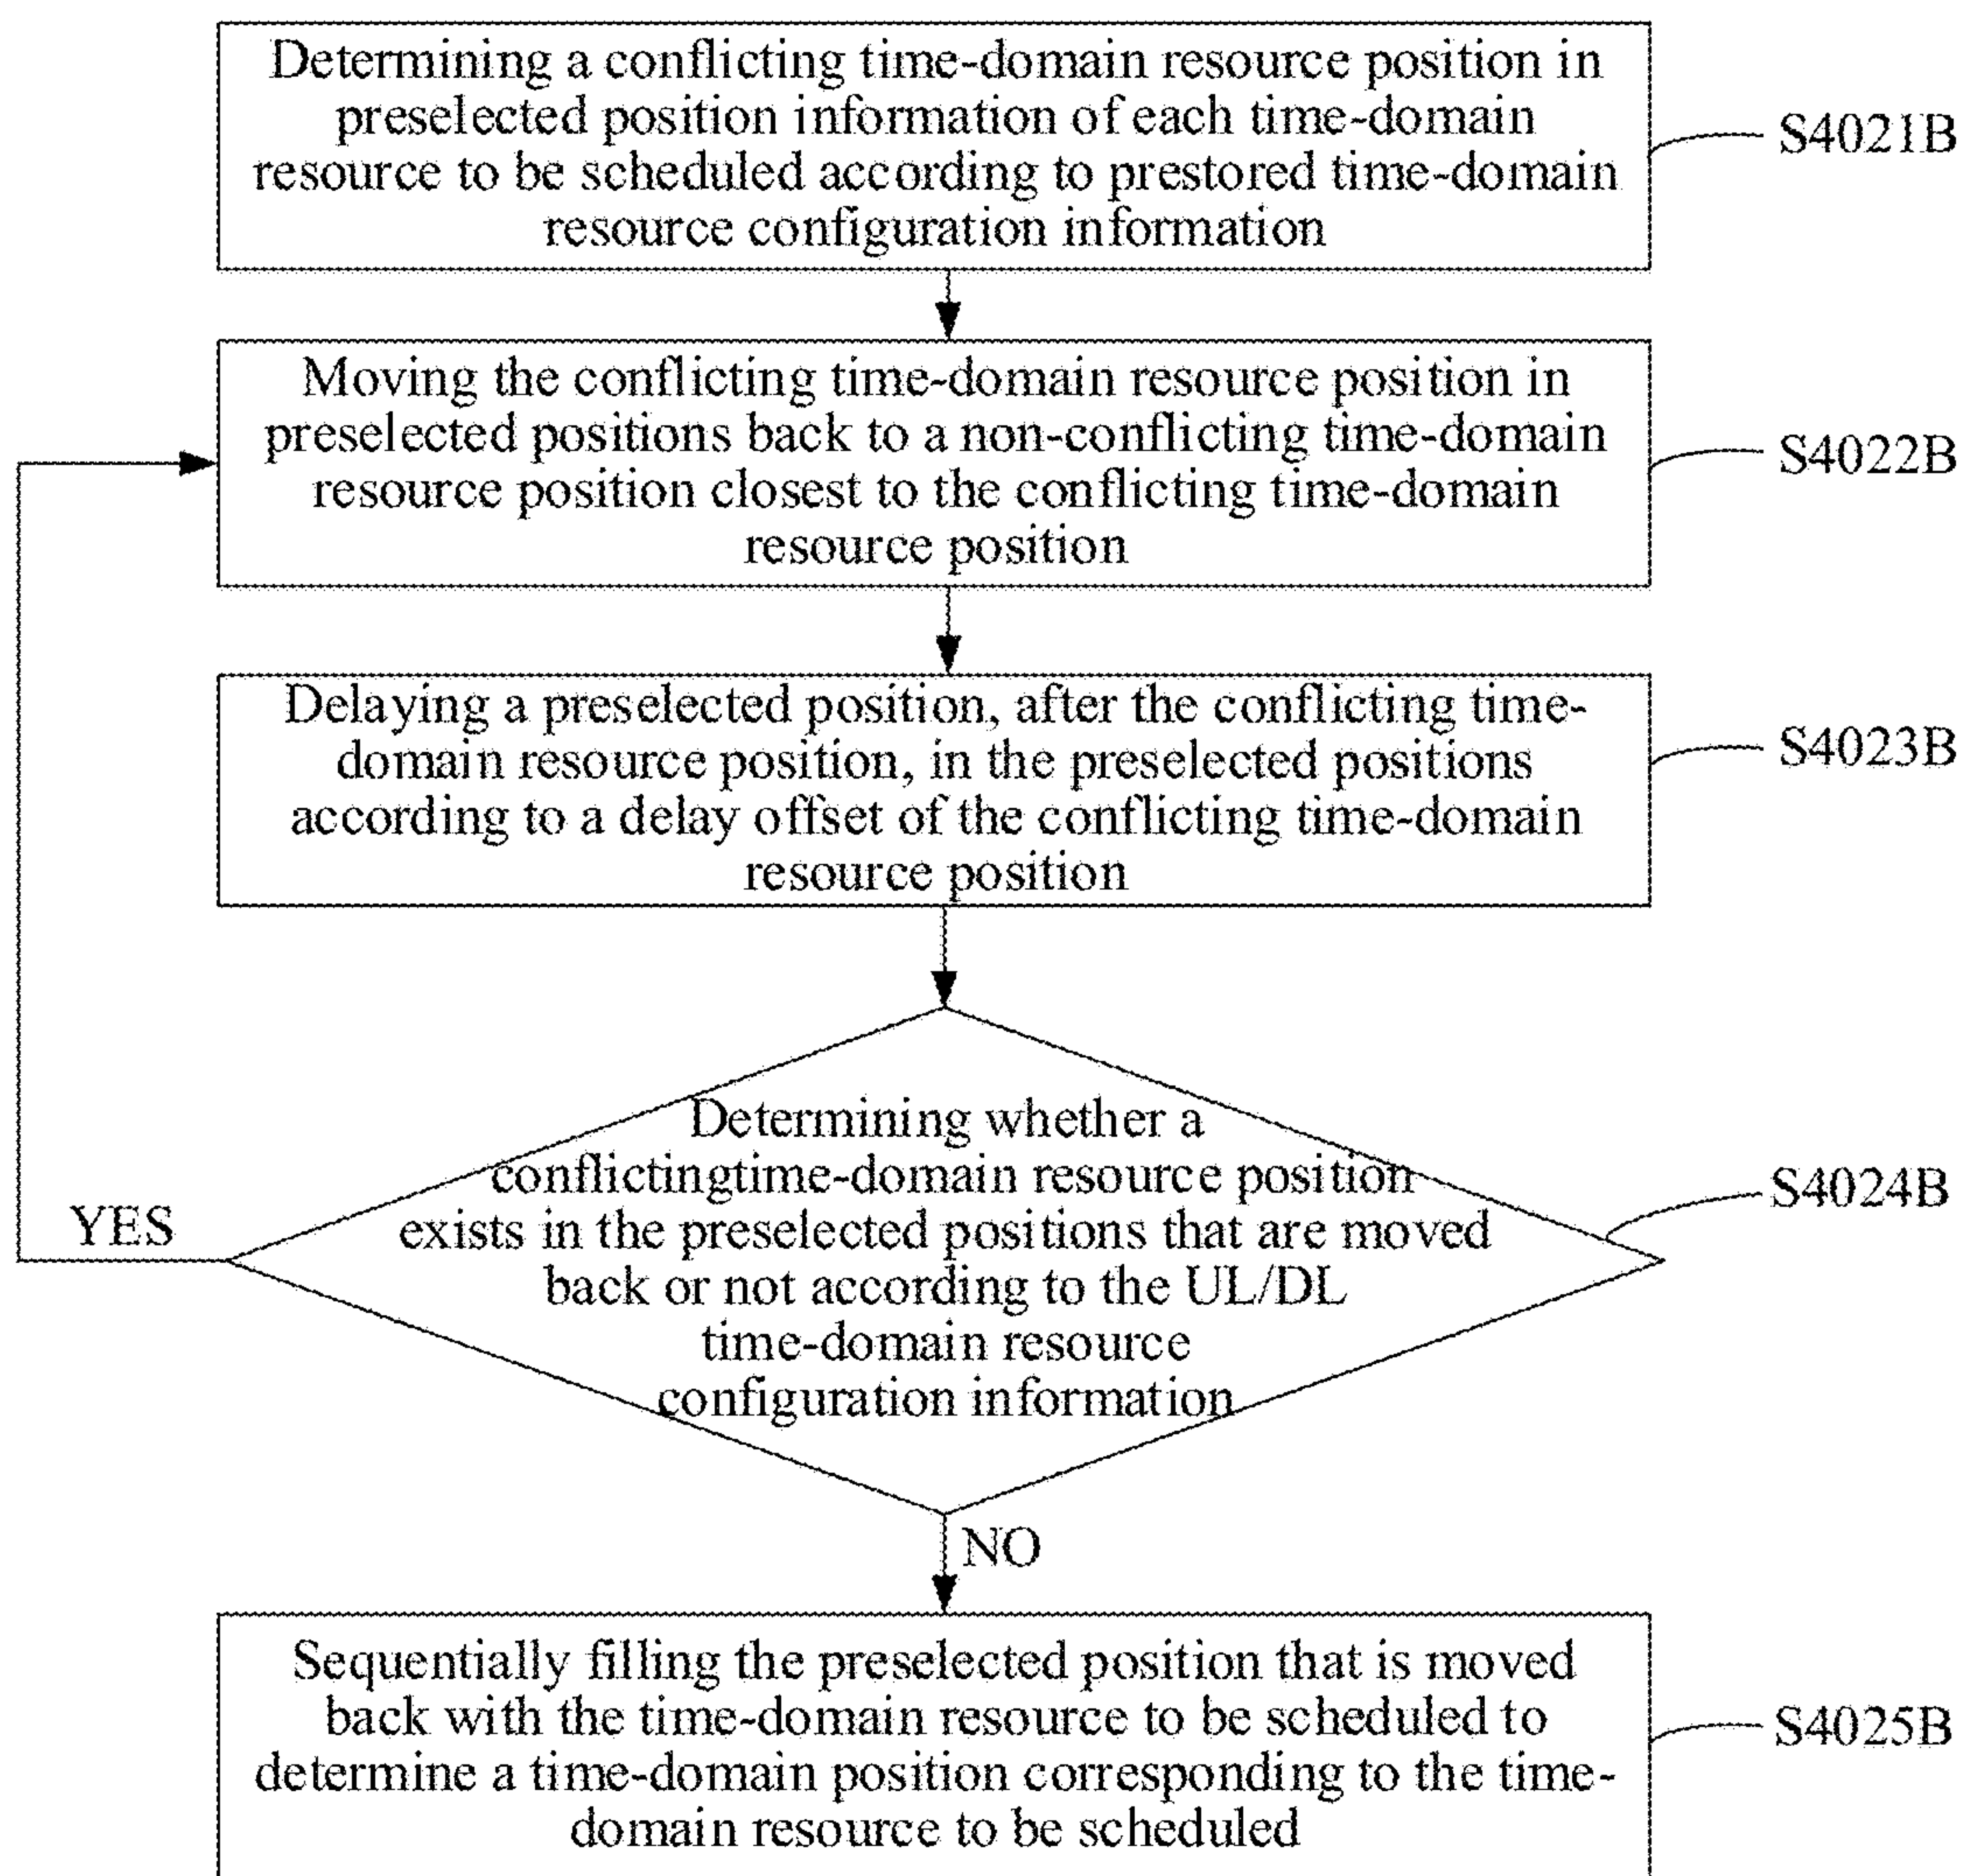 Determining a conflicting time-domain resource position in
preselected position information of each time-domain
resource to be scheduled according to prestored time-domain
resource configuration information
S4021B
Moving the conflicting time-domain resource position in
preselected positions back to a non-conflicting time-domain
resource position closest to the conflicting time-domain
resource position
S4022B
Delaying a preselected position, after the conflicting time-
domain resource position, in the preselected positions
according to a delay offset of the conflicting time-domain
resource position
S4023B
Determining whether a
conflictingtime-domain resource position
exists in the preselected positions that are moved
back or not according to the UL/DL
time-domain resource
configuration information
S4024B
YES
NO
Sequentially filling the preselected position that is moved
back with the time-domain resource to be scheduled to
determine a time-domain position corresponding to the time-
domain resource to be scheduled
S4025B